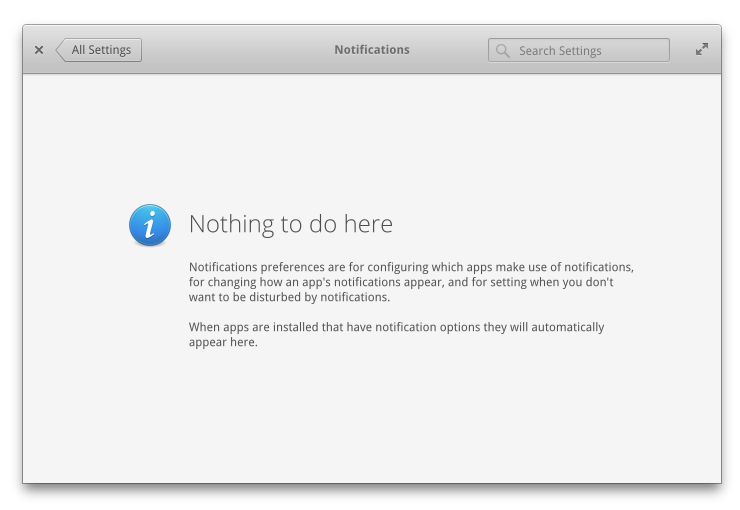 All Settings
Notifications
Search Settings
Nothing to do here
Notifications preferences are for configuring which apps make use of notifications,
for changing how an app's notifications appear, and for setting when you don't
want to be disturbed by notifications.
When apps are installed that have notification options they will automatically
appear here.